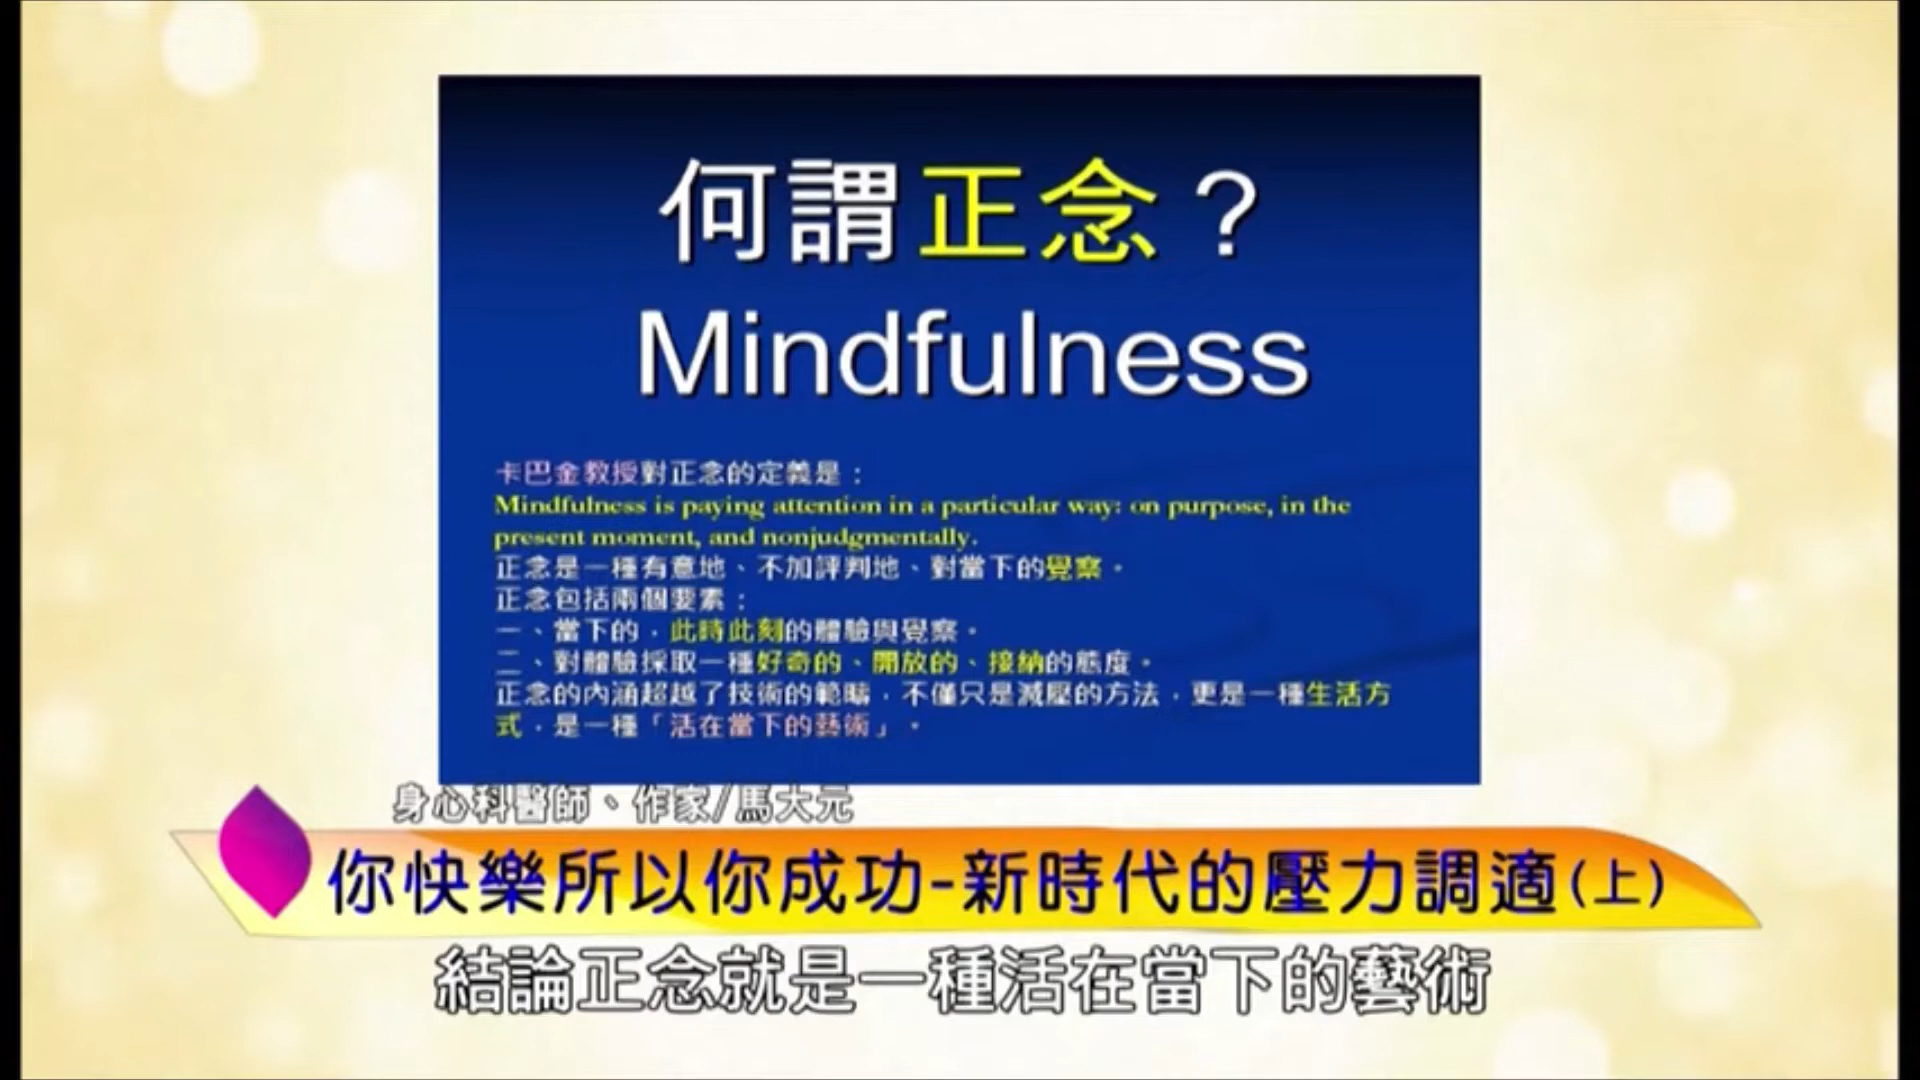 何謂正念？
Mindfulness
卡巴金教授對正念的定義是：
Mindfulness is paying attention in a particular way: on purpose, in the
present moment, and nonjudgmentally.
正念是一種有意地、不加評判地、對當下的覺察。
正念包括兩個要素：
一、當下的，此時此刻的體驗與覺察。
二、對體驗採取一種好奇的、開放的、接納的態度。
正念的內涵超越了技術的範疇，不僅只是減壓的方法，更是一種生活方
式，是一種「活在當下的藝術」。
身心科醫師、作家/馬大元
你快樂所以你成功-新時代的壓力調適(上)
結論正念就是一種活在當下的藝術